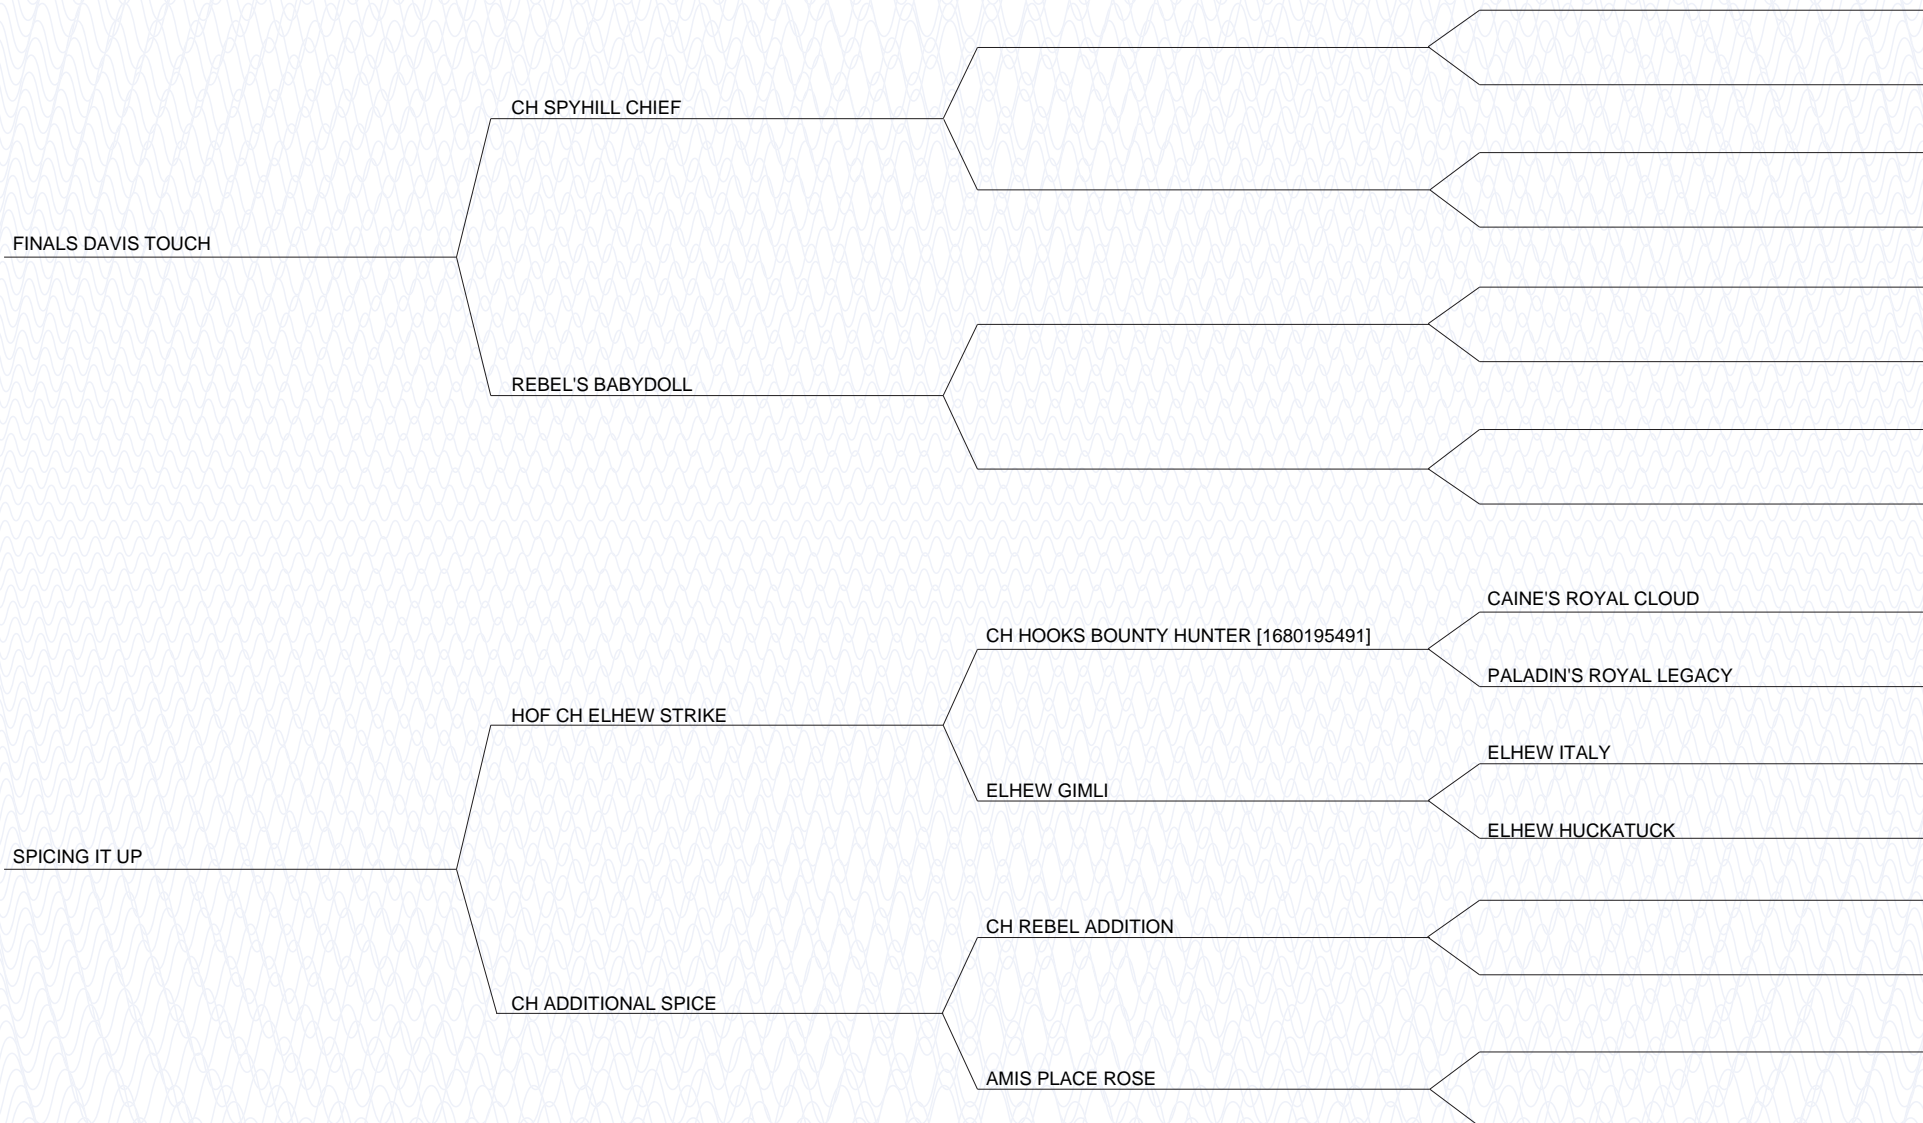 CH SPYHILL CHIEF
FINALS DAVIS TOUCH
REBEL'S BABYDOLL
CAINE'S ROYAL CLOUD
CH HOOKS BOUNTY HUNTER [1680195491]
PALADIN'S ROYAL LEGACY
HOF CH ELHEW STRIKE
ELHEW ITALY
ELHEW GIMLI
ELHEW HUCKATUCK
SPICING IT UP
CH REBEL ADDITION
CH ADDITIONAL SPICE
AMIS PLACE ROSE